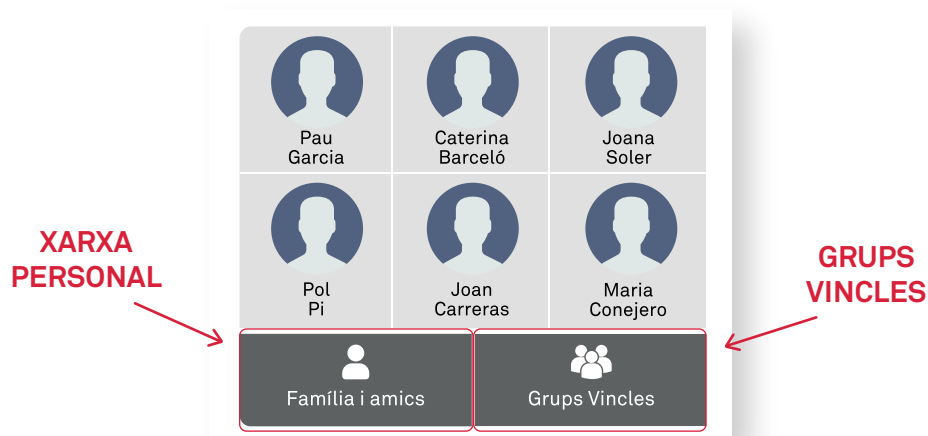 Pau
Garcia
Caterina
Barceló
Joana
Soler
Pol
Pi
Joan
Carreras
Maria
Conejero
XARXA
PERSONAL
GRUPS
VINCLES
Família i amics
Grups Vincles